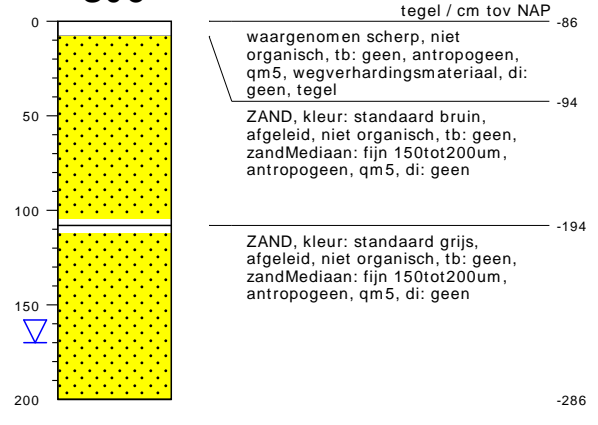 tegel / cm tov NAP
0
-86
waargenomen scherp, niet
organisch, tb: geen, antropogeen,
qm5, wegverhardingsmateriaal, di:
geen, tegel
-94
ZAND, kleur: standaard bruin,
afgeleid, niet organisch, tb: geen,
zandMediaan: fijn 150tot200um,
antropogeen, qm5, di: geen
50
100
-194
ZAND, kleur: standaard grijs,
afgeleid, niet organisch, tb: geen,
zandMediaan: fijn 150tot200um,
antropogeen, qm5, di: geen
150
200
-286